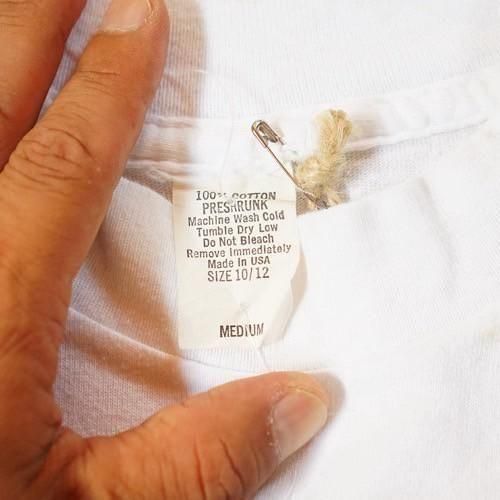 100% COTTON
PRESHRUNK
Machine Wash Cold
Tumble Dry Low
Do Not Bleach
Remove Immediately
Made In USA
SIZE 10/12
MEDIUM